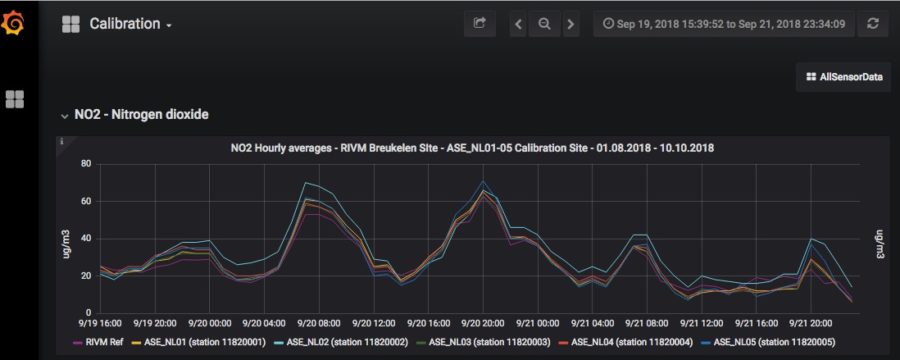 Calibration
Sep 19, 2018 15:39:52 to Sep 21, 2018 23:34:09
AllSensorData
NO2 - Nitrogen dioxide
i
NO2 Hourly averages - RIVM Breukelen Site - ASE_NL01-05 Calibration Site - 01.08.2018 - 10.10.2018
80
60
40
20
0
ug/m3
ug/m3
9/19 16:00 9/19 20:00 9/20 00:00 9/20 04:00 9/20 08:00 9/20 12:00 9/20 16:00 9/20 20:00 9/21 00:00 9/21 04:00 9/21 08:00 9/21 12:00 9/21 16:00 9/21 20:00
RIVM Ref ASE_NL01 (station 11820001) ASE_NL02 (station 11820002) ASE_NL03 (station 11820003) ASE_NL04 (station 11820004) ASE_NL05 (station 11820005)